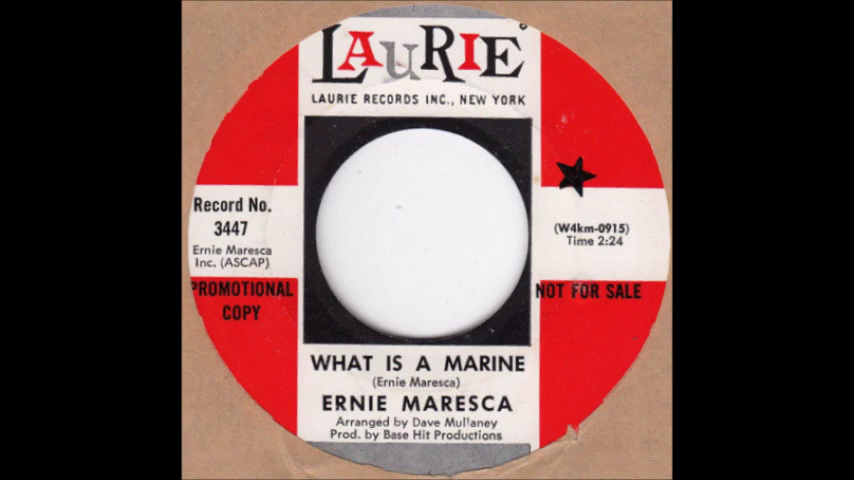 LAURIE
LAURIE RECORDS INC., NEW YORK
Record No.
3447
Ernie Maresca
Inc. (ASCAP)
PROMOTIONAL
COPY
(W4km-0915)
Time 2:24
NOT FOR SALE
WHAT IS A MARINE
(Ernie Maresca)
ERNIE MARESCA
Arranged by Dave Mullaney
Prod. by Base Hit Productions